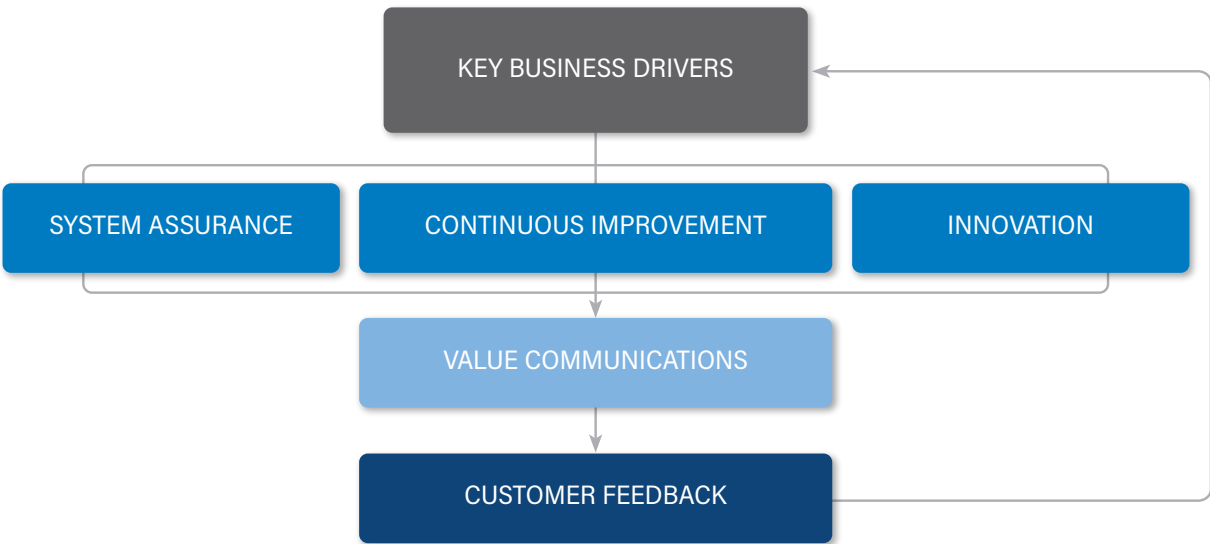 KEY BUSINESS DRIVERS
SYSTEM ASSURANCE
CONTINUOUS IMPROVEMENT
INNOVATION
VALUE COMMUNICATIONS
CUSTOMER FEEDBACK